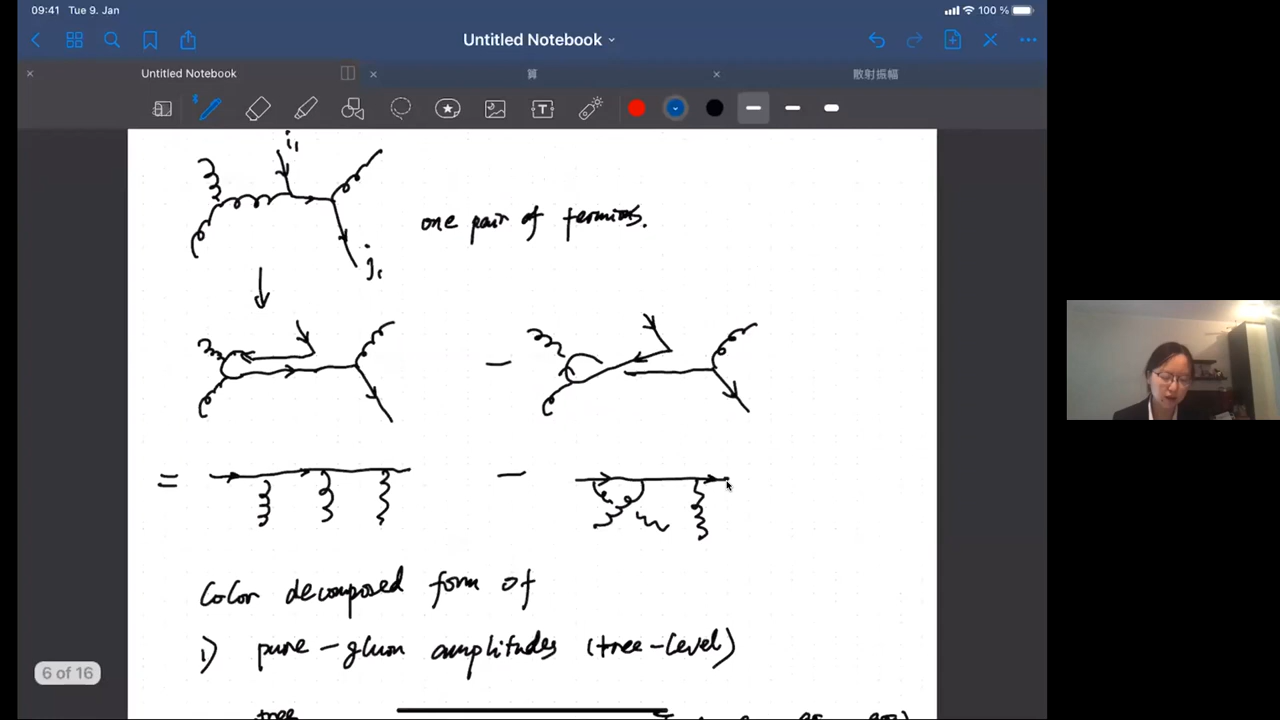 09:41 Tue 9. Jan
100 %
Untitled Notebook
Untitled Notebook
算
散射振幅
i₁
one pair of fermions.
j₁
−
= −
Color decomposed form of
i) pure-gluon amplitudes (tree-level)
6 of 16
tree